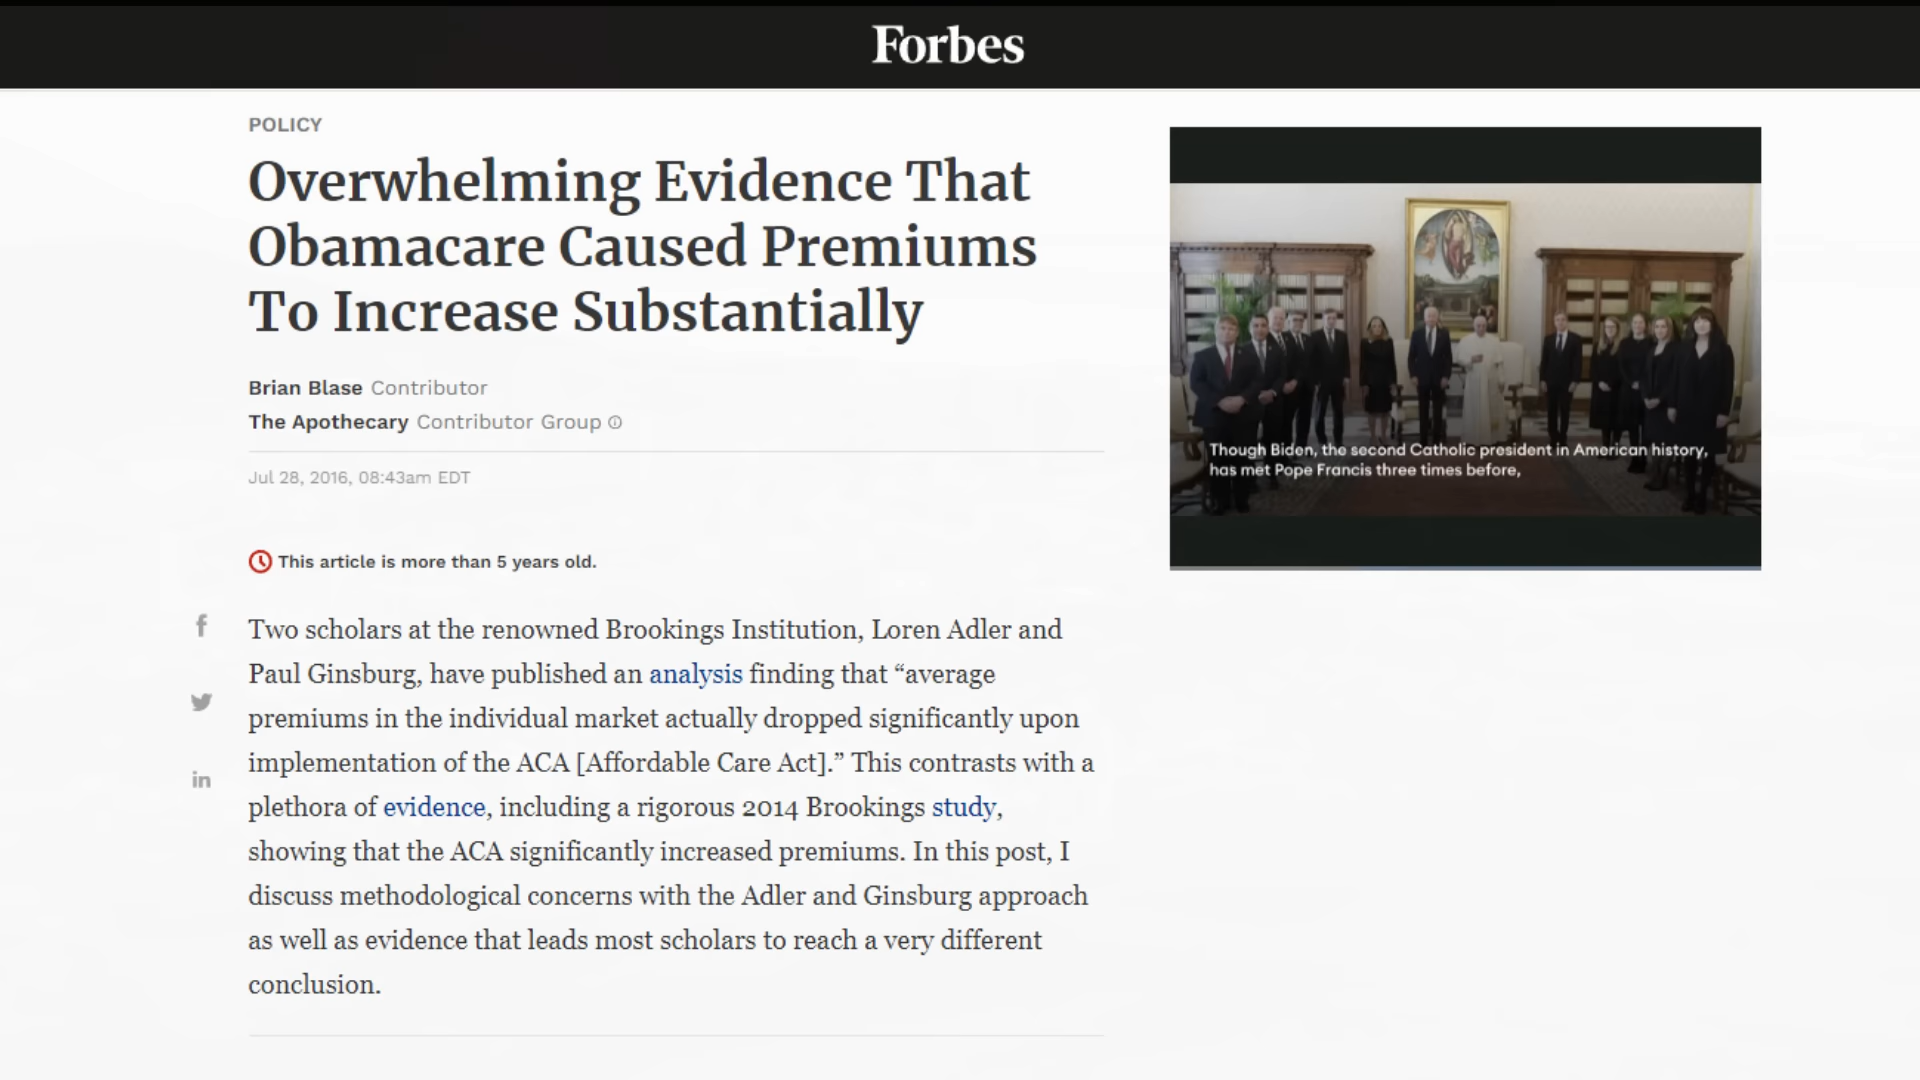 Forbes
POLICY
Overwhelming Evidence That
Obamacare Caused Premiums
To Increase Substantially
Brian Blase Contributor
The Apothecary Contributor Group
Jul 28, 2016, 08:43am EDT
This article is more than 5 years old.
Two scholars at the renowned Brookings Institution, Loren Adler and
Paul Ginsburg, have published an analysis finding that “average
premiums in the individual market actually dropped significantly upon
implementation of the ACA [Affordable Care Act].” This contrasts with a
plethora of evidence, including a rigorous 2014 Brookings study,
showing that the ACA significantly increased premiums. In this post, I
discuss methodological concerns with the Adler and Ginsburg approach
as well as evidence that leads most scholars to reach a very different
conclusion.
Though Biden, the second Catholic president in American history,
has met Pope Francis three times before,